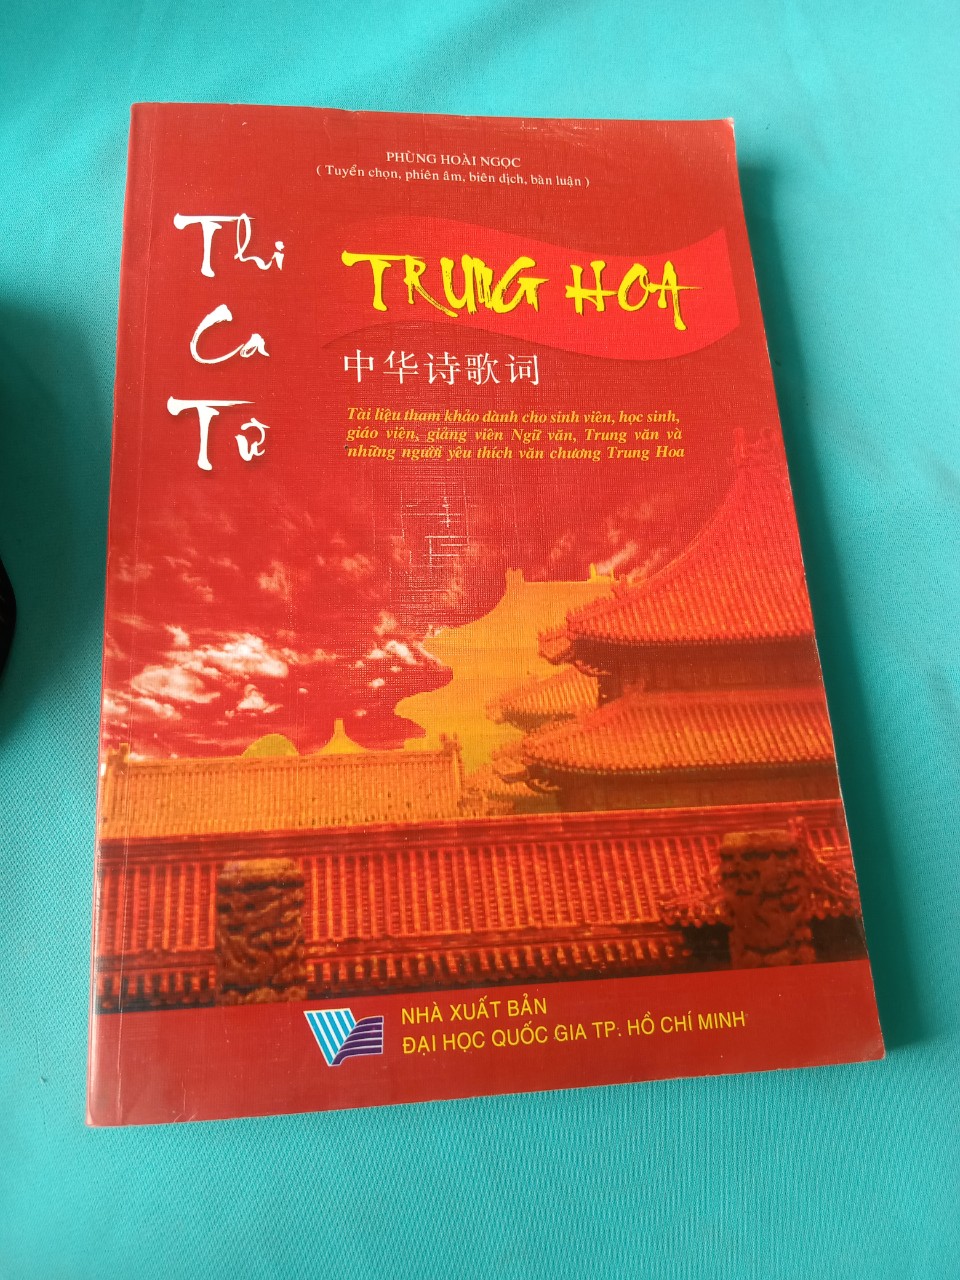 PHÙNG HOÀI NGỌC
( Tuyển chọn, phiên âm, biên dịch, bàn luận )
Thi
Ca
Từ
TRUNG HOA
中华诗歌词
Tài liệu tham khảo dành cho sinh viên, học sinh,
giáo viên, giảng viên Ngữ văn, Trung văn và
những người yêu thích văn chương Trung Hoa
NHÀ XUẤT BẢN
ĐẠI HỌC QUỐC GIA TP. HỒ CHÍ MINH